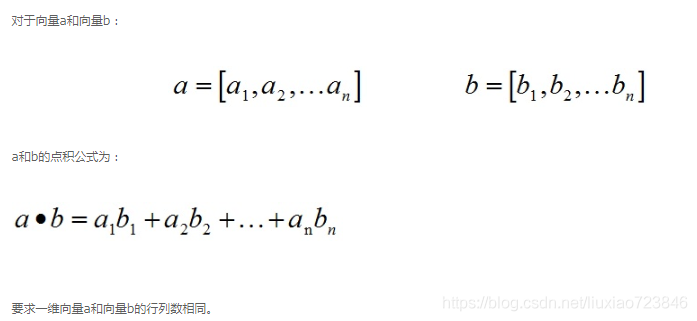 对于向量a和向量b：
a = [a₁,a₂,…aₙ] b = [b₁,b₂,…bₙ]
a和b的点积公式为：
a•b = a₁b₁ + a₂b₂ + … + aₙbₙ
要求一维向量a和向量b的行列数相同。
https://blog.csdn.net/liuxiao723846